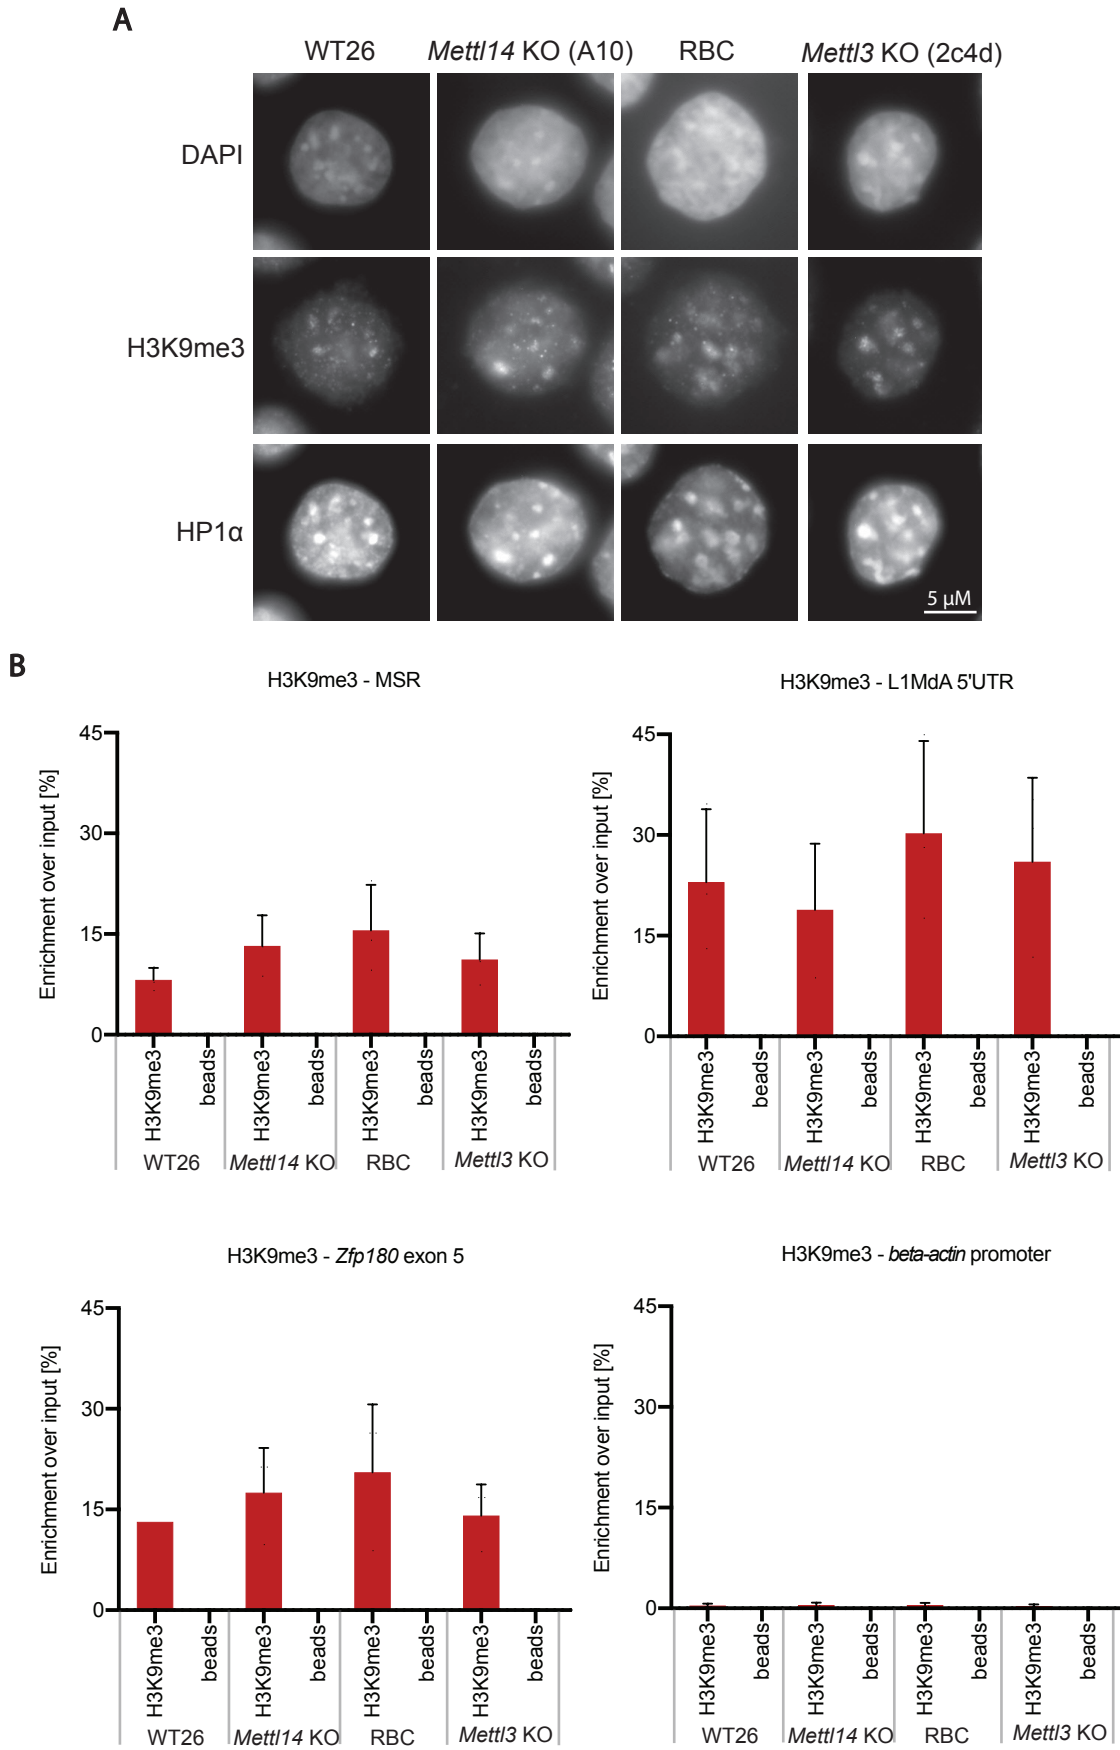 A
WT26 Mettl14 KO (A10) RBC Mettl3 KO (2c4d)
DAPI
H3K9me3
HP1α
5 µM
B
H3K9me3 - MSR
Enrichment over input [%]
45
30
15
0
H3K9me3 beads H3K9me3 beads H3K9me3 beads H3K9me3 beads
WT26 Mettl14 KO RBC Mettl3 KO
H3K9me3 - L1MdA 5'UTR
Enrichment over input [%]
45
30
15
0
H3K9me3 beads H3K9me3 beads H3K9me3 beads H3K9me3 beads
WT26 Mettl14 KO RBC Mettl3 KO
H3K9me3 - Zfp180 exon 5
Enrichment over input [%]
45
30
15
0
H3K9me3 beads H3K9me3 beads H3K9me3 beads H3K9me3 beads
WT26 Mettl14 KO RBC Mettl3 KO
H3K9me3 - beta-actin promoter
Enrichment over input [%]
45
30
15
0
H3K9me3 beads H3K9me3 beads H3K9me3 beads H3K9me3 beads
WT26 Mettl14 KO RBC Mettl3 KO